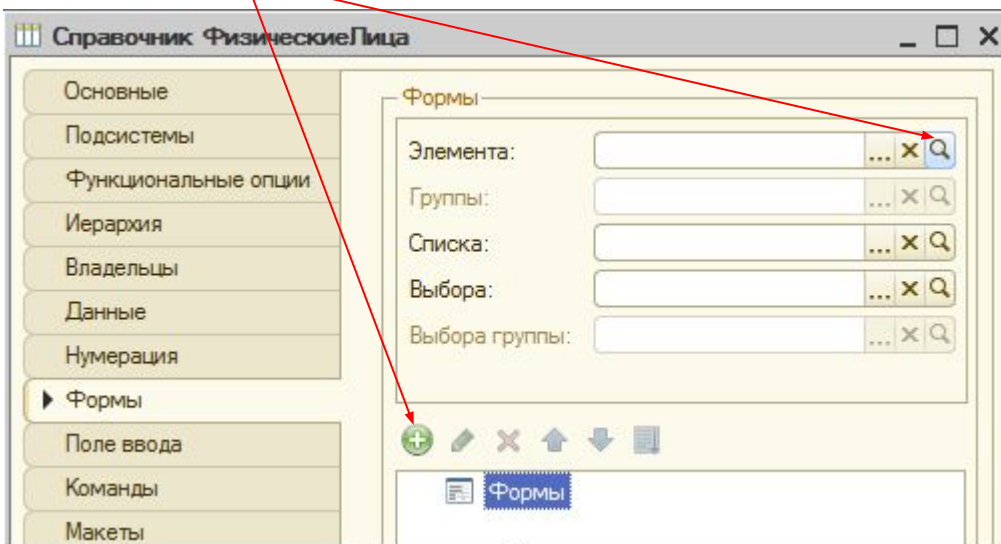 Справочник ФизическиеЛица
Основные
Подсистемы
Функциональные опции
Иерархия
Владельцы
Данные
Нумерация
Формы
Поле ввода
Команды
Макеты
Формы
Элемента:
Группы:
Списка:
Выбора:
Выбора группы:
Формы